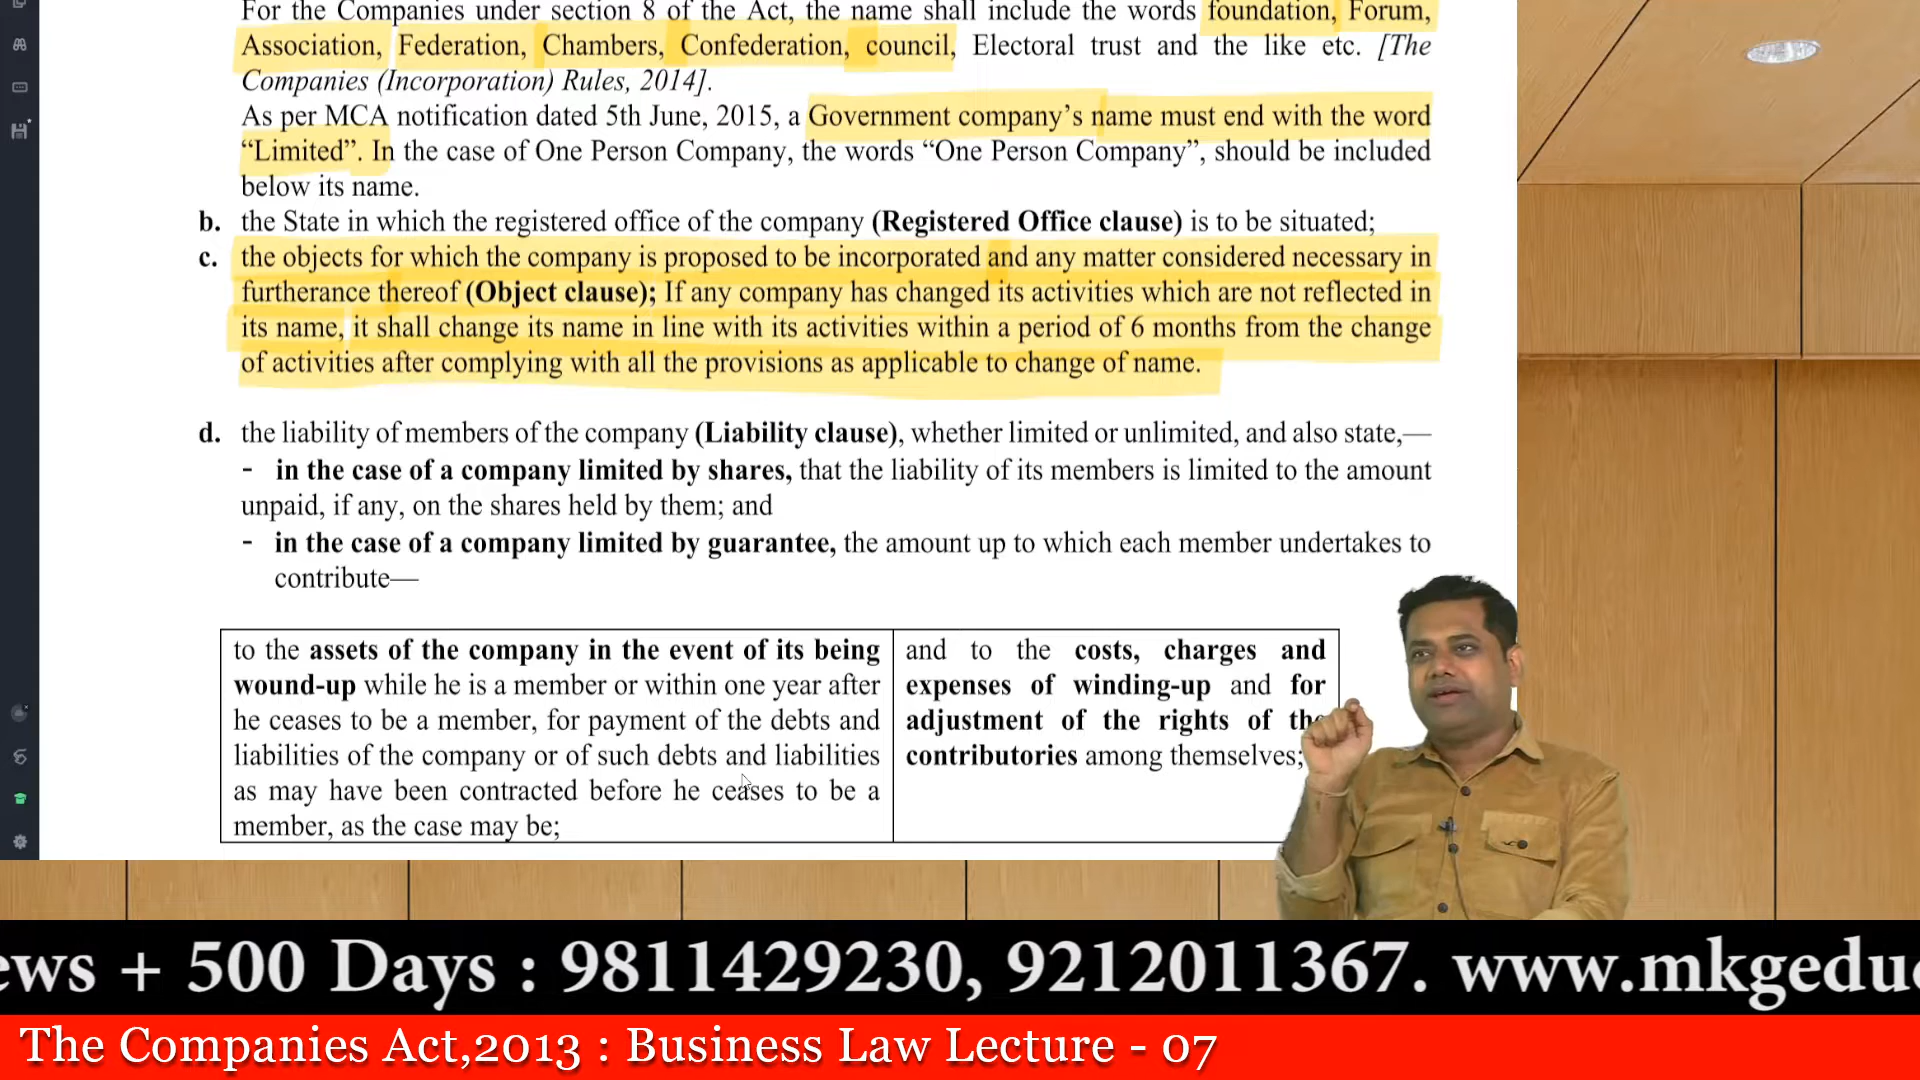 For the Companies under section 8 of the Act, the name shall include the words foundation, Forum,
Association, Federation, Chambers, Confederation, council, Electoral trust and the like etc. [The
Companies (Incorporation) Rules, 2014].
As per MCA notification dated 5th June, 2015, a Government company’s name must end with the word
“Limited”. In the case of One Person Company, the words “One Person Company”, should be included
below its name.
b. the State in which the registered office of the company (Registered Office clause) is to be situated;
c. the objects for which the company is proposed to be incorporated and any matter considered necessary in
furtherance thereof (Object clause); If any company has changed its activities which are not reflected in
its name, it shall change its name in line with its activities within a period of 6 months from the change
of activities after complying with all the provisions as applicable to change of name.
d. the liability of members of the company (Liability clause), whether limited or unlimited, and also state,—
- in the case of a company limited by shares, that the liability of its members is limited to the amount
unpaid, if any, on the shares held by them; and
- in the case of a company limited by guarantee, the amount up to which each member undertakes to
contribute—
to the assets of the company in the event of its being
wound-up while he is a member or within one year after
he ceases to be a member, for payment of the debts and
liabilities of the company or of such debts and liabilities
as may have been contracted before he ceases to be a
member, as the case may be;
and to the costs, charges and
expenses of winding-up and for
adjustment of the rights of the
contributories among themselves;
ews + 500 Days : 9811429230, 9212011367. www.mkgedu
The Companies Act,2013 : Business Law Lecture - 07